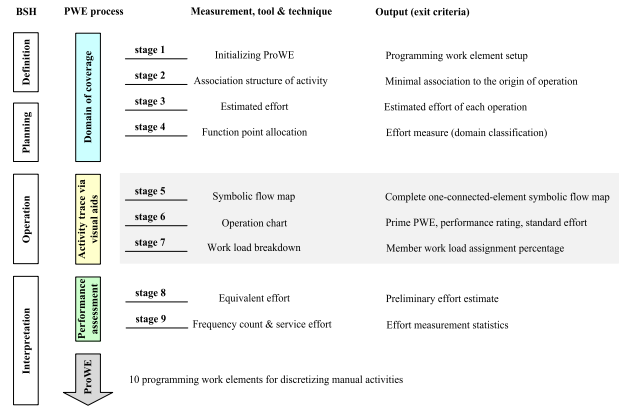 BSH PWE process Measurement, tool & technique Output (exit criteria)
Definition
Planning
Operation
Interpretation
Domain of coverage
Activity trace via
visual aids
Performance
assessment
ProWE
stage 1 Initializing ProWE Programming work element setup
stage 2 Association structure of activity Minimal association to the origin of operation
stage 3 Estimated effort Estimated effort of each operation
stage 4 Function point allocation Effort measure (domain classification)
stage 5 Symbolic flow map Complete one-connected-element symbolic flow map
stage 6 Operation chart Prime PWE, performance rating, standard effort
stage 7 Work load breakdown Member work load assignment percentage
stage 8 Equivalent effort Preliminary effort estimate
stage 9 Frequency count & service effort Effort measurement statistics
10 programming work elements for discretizing manual activities